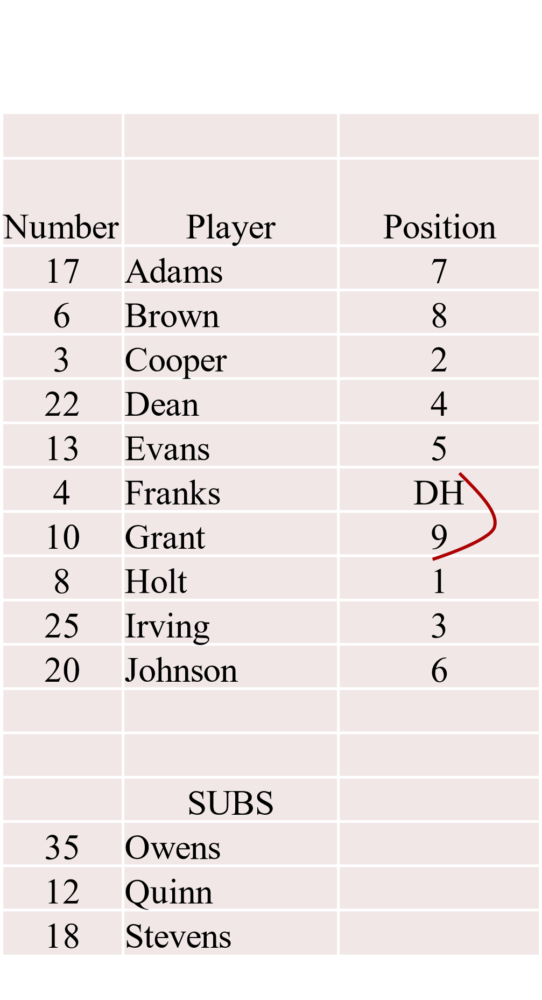 Number Player Position
17 Adams 7
6 Brown 8
3 Cooper 2
22 Dean 4
13 Evans 5
4 Franks DH
10 Grant 9
8 Holt 1
25 Irving 3
20 Johnson 6
SUBS
35 Owens
12 Quinn
18 Stevens